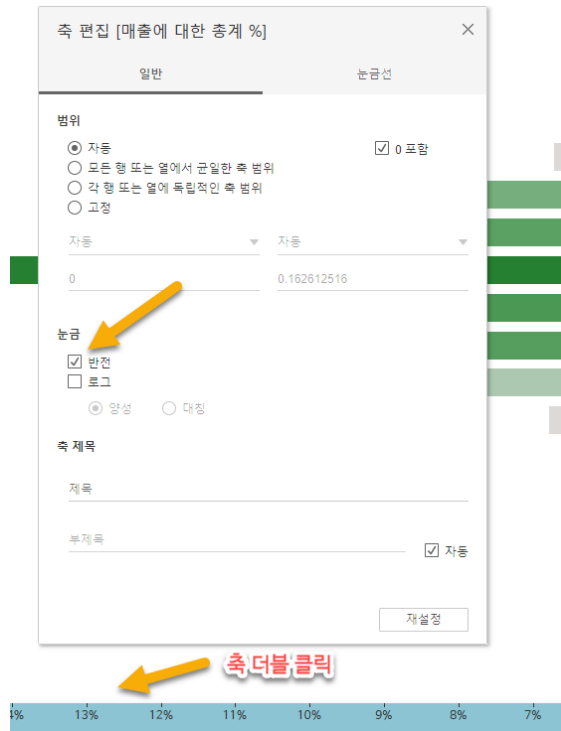 축 편집 [매출에 대한 총계 %]
일반 눈금선
범위
자동 0 포함
모든 행 또는 열에서 균일한 축 범위
각 행 또는 열에 독립적인 축 범위
고정
자동 자동
0 0.162612516
눈금
반전
로그
양성 대칭
축 제목
제목
부제목 자동
재설정
축 더블 클릭
13% 12% 11% 10% 9% 8% 7%